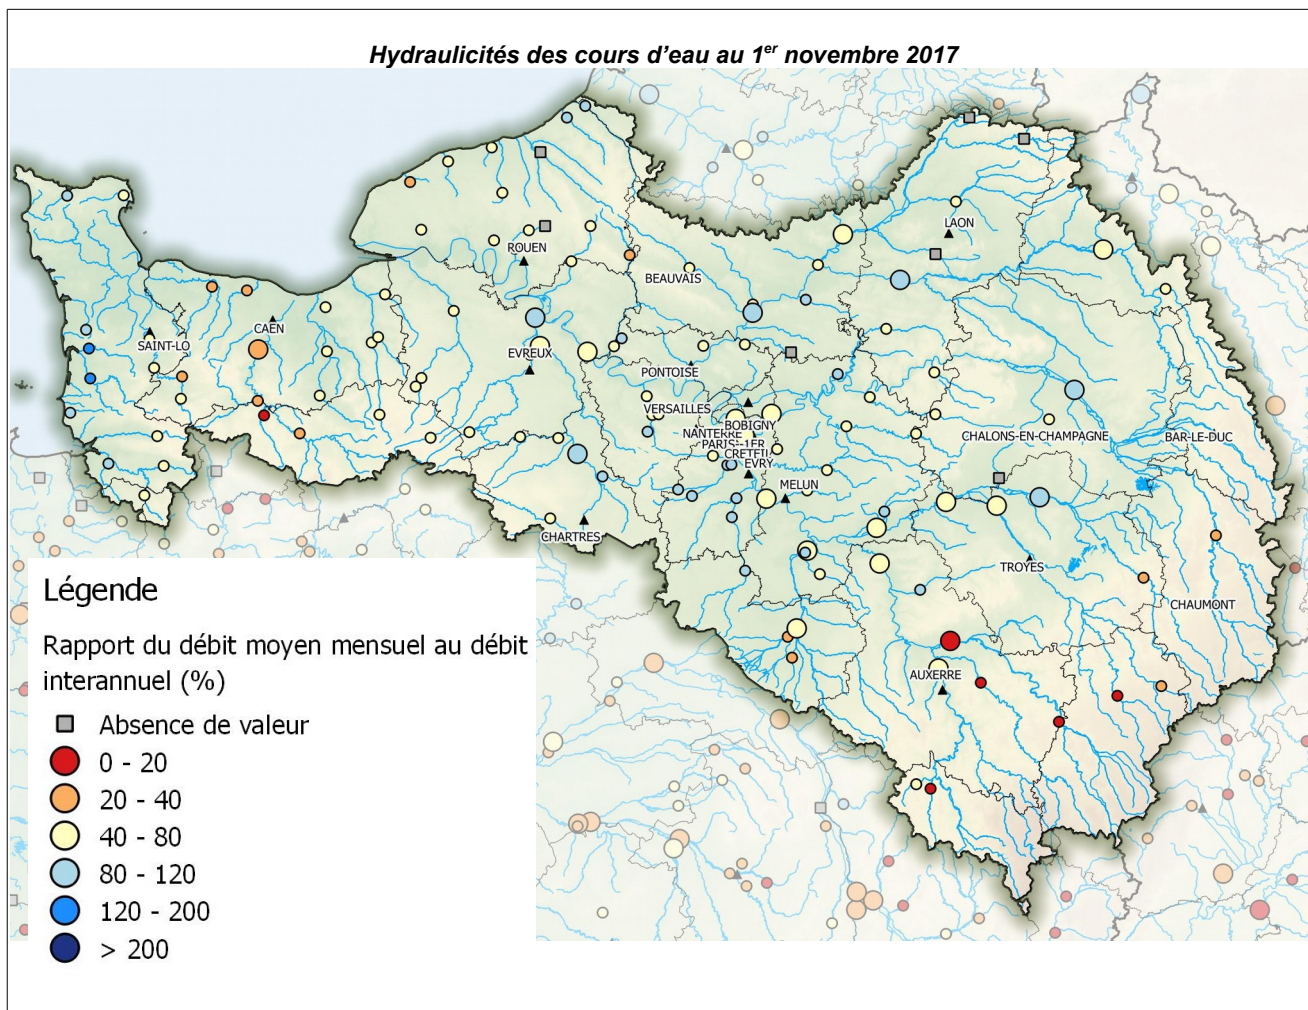 Hydraulicités des cours d'eau au 1er novembre 2017
LAON
ROUEN
BEAUVAIS
CAEN
SAINT-LO
EVREUX
PONTOISE
VERSAILLES
BOBIGNY
NANTERRE
PARIS-1ER
CRETEIL
EVRY
CHALONS-EN-CHAMPAGNE
BAR-LE-DUC
MELUN
CHARTRES
TROYES
CHAUMONT
AUXERRE
Légende
Rapport du débit moyen mensuel au débit
interannuel (%)
Absence de valeur
0 - 20
20 - 40
40 - 80
80 - 120
120 - 200
> 200